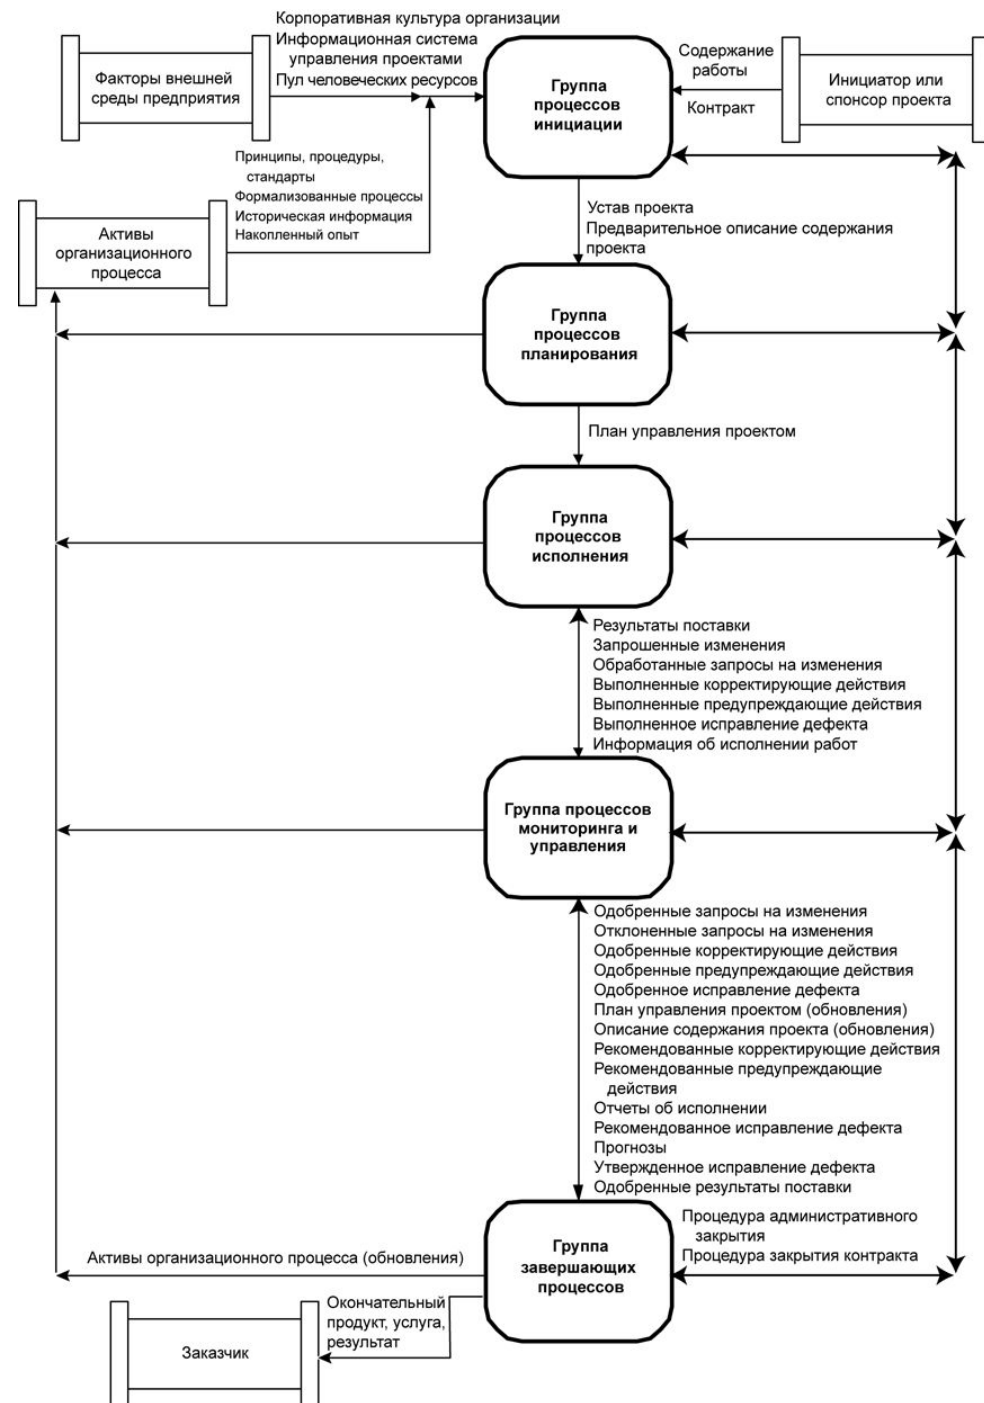 Корпоративная культура организации
Информационная система
управления проектами
Пул человеческих ресурсов
Факторы внешней
среды предприятия
Группа
процессов
инициации
Содержание
работы
Контракт
Инициатор или
спонсор проекта
Принципы, процедуры,
стандарты
Формализованные процессы
Историческая информация
Накопленный опыт
Активы
организационного
процесса
Устав проекта
Предварительное описание содержания
проекта
Группа
процессов
планирования
План управления проектом
Группа
процессов
исполнения
Результаты поставки
Запрошенные изменения
Обработанные запросы на изменения
Выполненные корректирующие действия
Выполненные предупреждающие действия
Выполненное исправление дефекта
Информация об исполнении работ
Группа процессов
мониторинга и
управления
Одобренные запросы на изменения
Отклоненные запросы на изменения
Одобренные корректирующие действия
Одобренные предупреждающие действия
Одобренное исправление дефекта
План управления проектом (обновления)
Описание содержания проекта (обновления)
Рекомендованные корректирующие действия
Рекомендованные предупреждающие
действия
Отчеты об исполнении
Рекомендованное исправление дефекта
Прогнозы
Утвержденное исправление дефекта
Одобренные результаты поставки
Группа
завершающих
процессов
Процедура административного
закрытия
Процедура закрытия контракта
Активы организационного процесса (обновления)
Окончательный
продукт, услуга,
результат
Заказчик